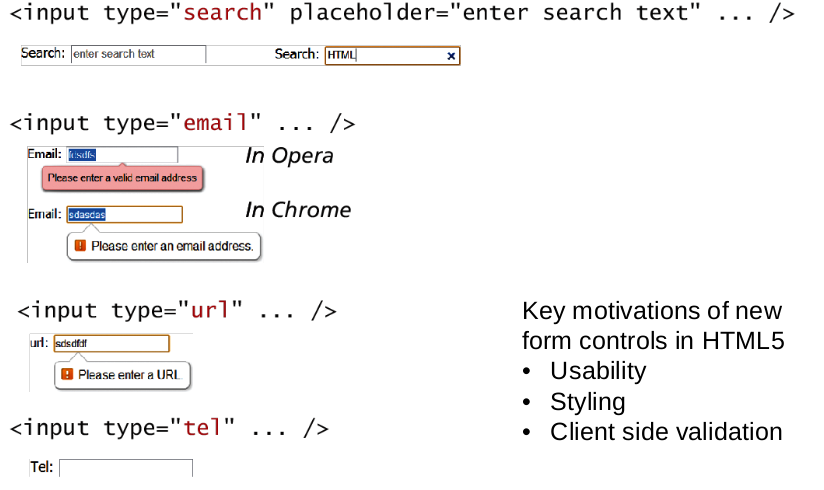 <input type="search" placeholder="enter search text" ... />
Search: enter search text Search: HTML
<input type="email" ... />
Email: fdsdfs In Opera
Please enter a valid email address
Email: sdasdas In Chrome
Please enter an email address.
<input type="url" ... />
url: sdsdfdf
Please enter a URL.
<input type="tel" ... />
Tel:
Key motivations of new
form controls in HTML5
• Usability
• Styling
• Client side validation